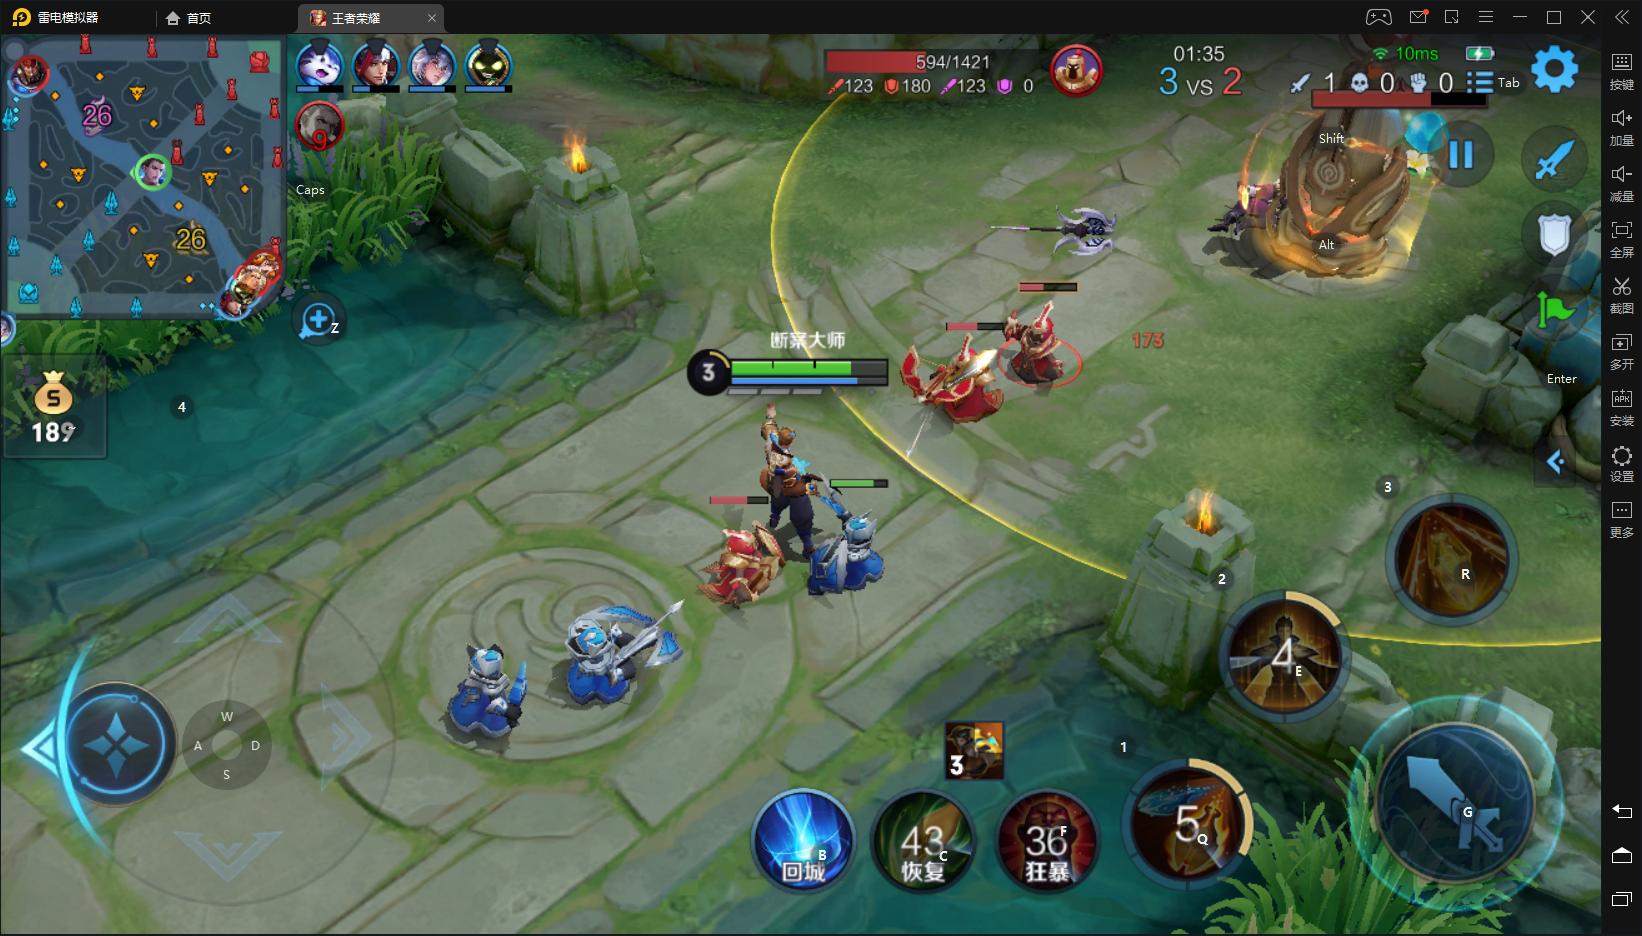 雷电模拟器
首页
王者荣耀
26
26
9
Caps
Z
189
4
594/1421
123 180 123 0
01:35
3 VS 2
10ms
1 0 0
Tab
Shift
Alt
Enter
173
断案大师
3
3
2
1
R
4
E
5
Q
G
W
A
D
S
3
B
回城
43
C
恢复
36
F
狂暴
按键
加量
减量
全屏
截图
多开
APK
安装
设置
更多